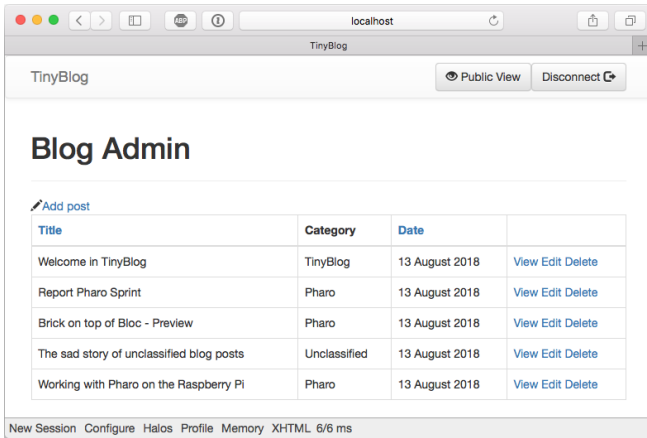 ABP
localhost
TinyBlog
TinyBlog Public View Disconnect
Blog Admin
Add post
Title Category Date
Welcome in TinyBlog TinyBlog 13 August 2018 View Edit Delete
Report Pharo Sprint Pharo 13 August 2018 View Edit Delete
Brick on top of Bloc - Preview Pharo 13 August 2018 View Edit Delete
The sad story of unclassified blog posts Unclassified 13 August 2018 View Edit Delete
Working with Pharo on the Raspberry Pi Pharo 13 August 2018 View Edit Delete
New Session Configure Halos Profile Memory XHTML 6/6 ms